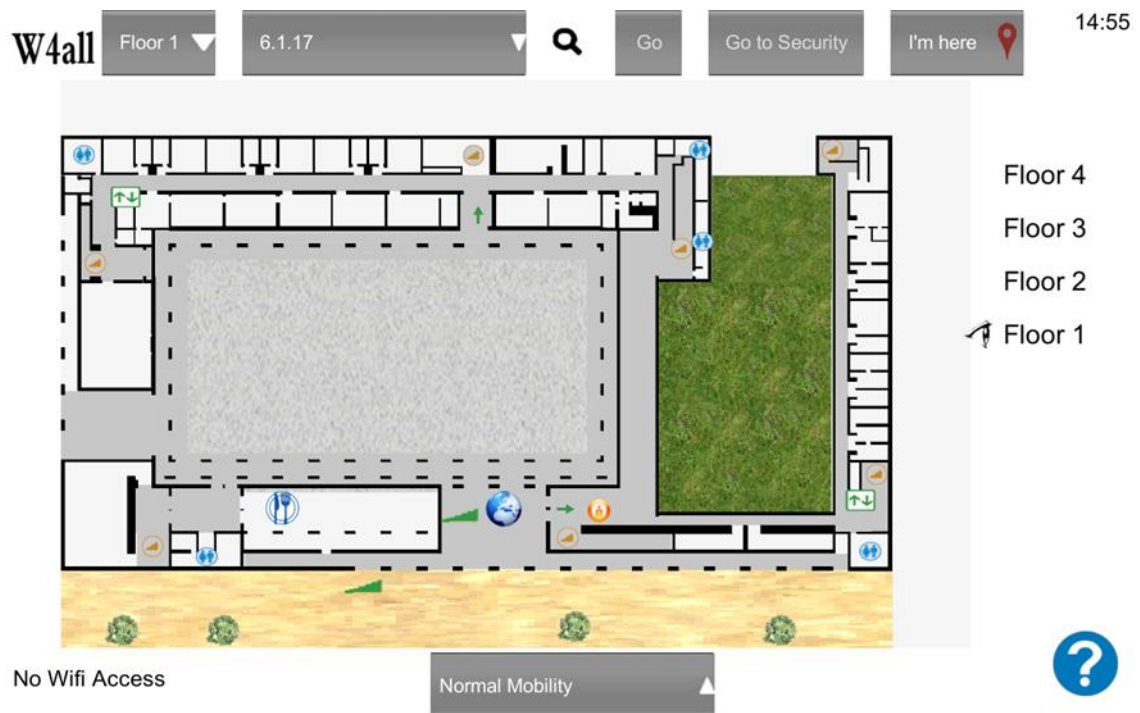 W4all
Floor 1
6.1.17
Go
Go to Security
I'm here
14:55
Floor 4
Floor 3
Floor 2
Floor 1
No Wifi Access
Normal Mobility
?